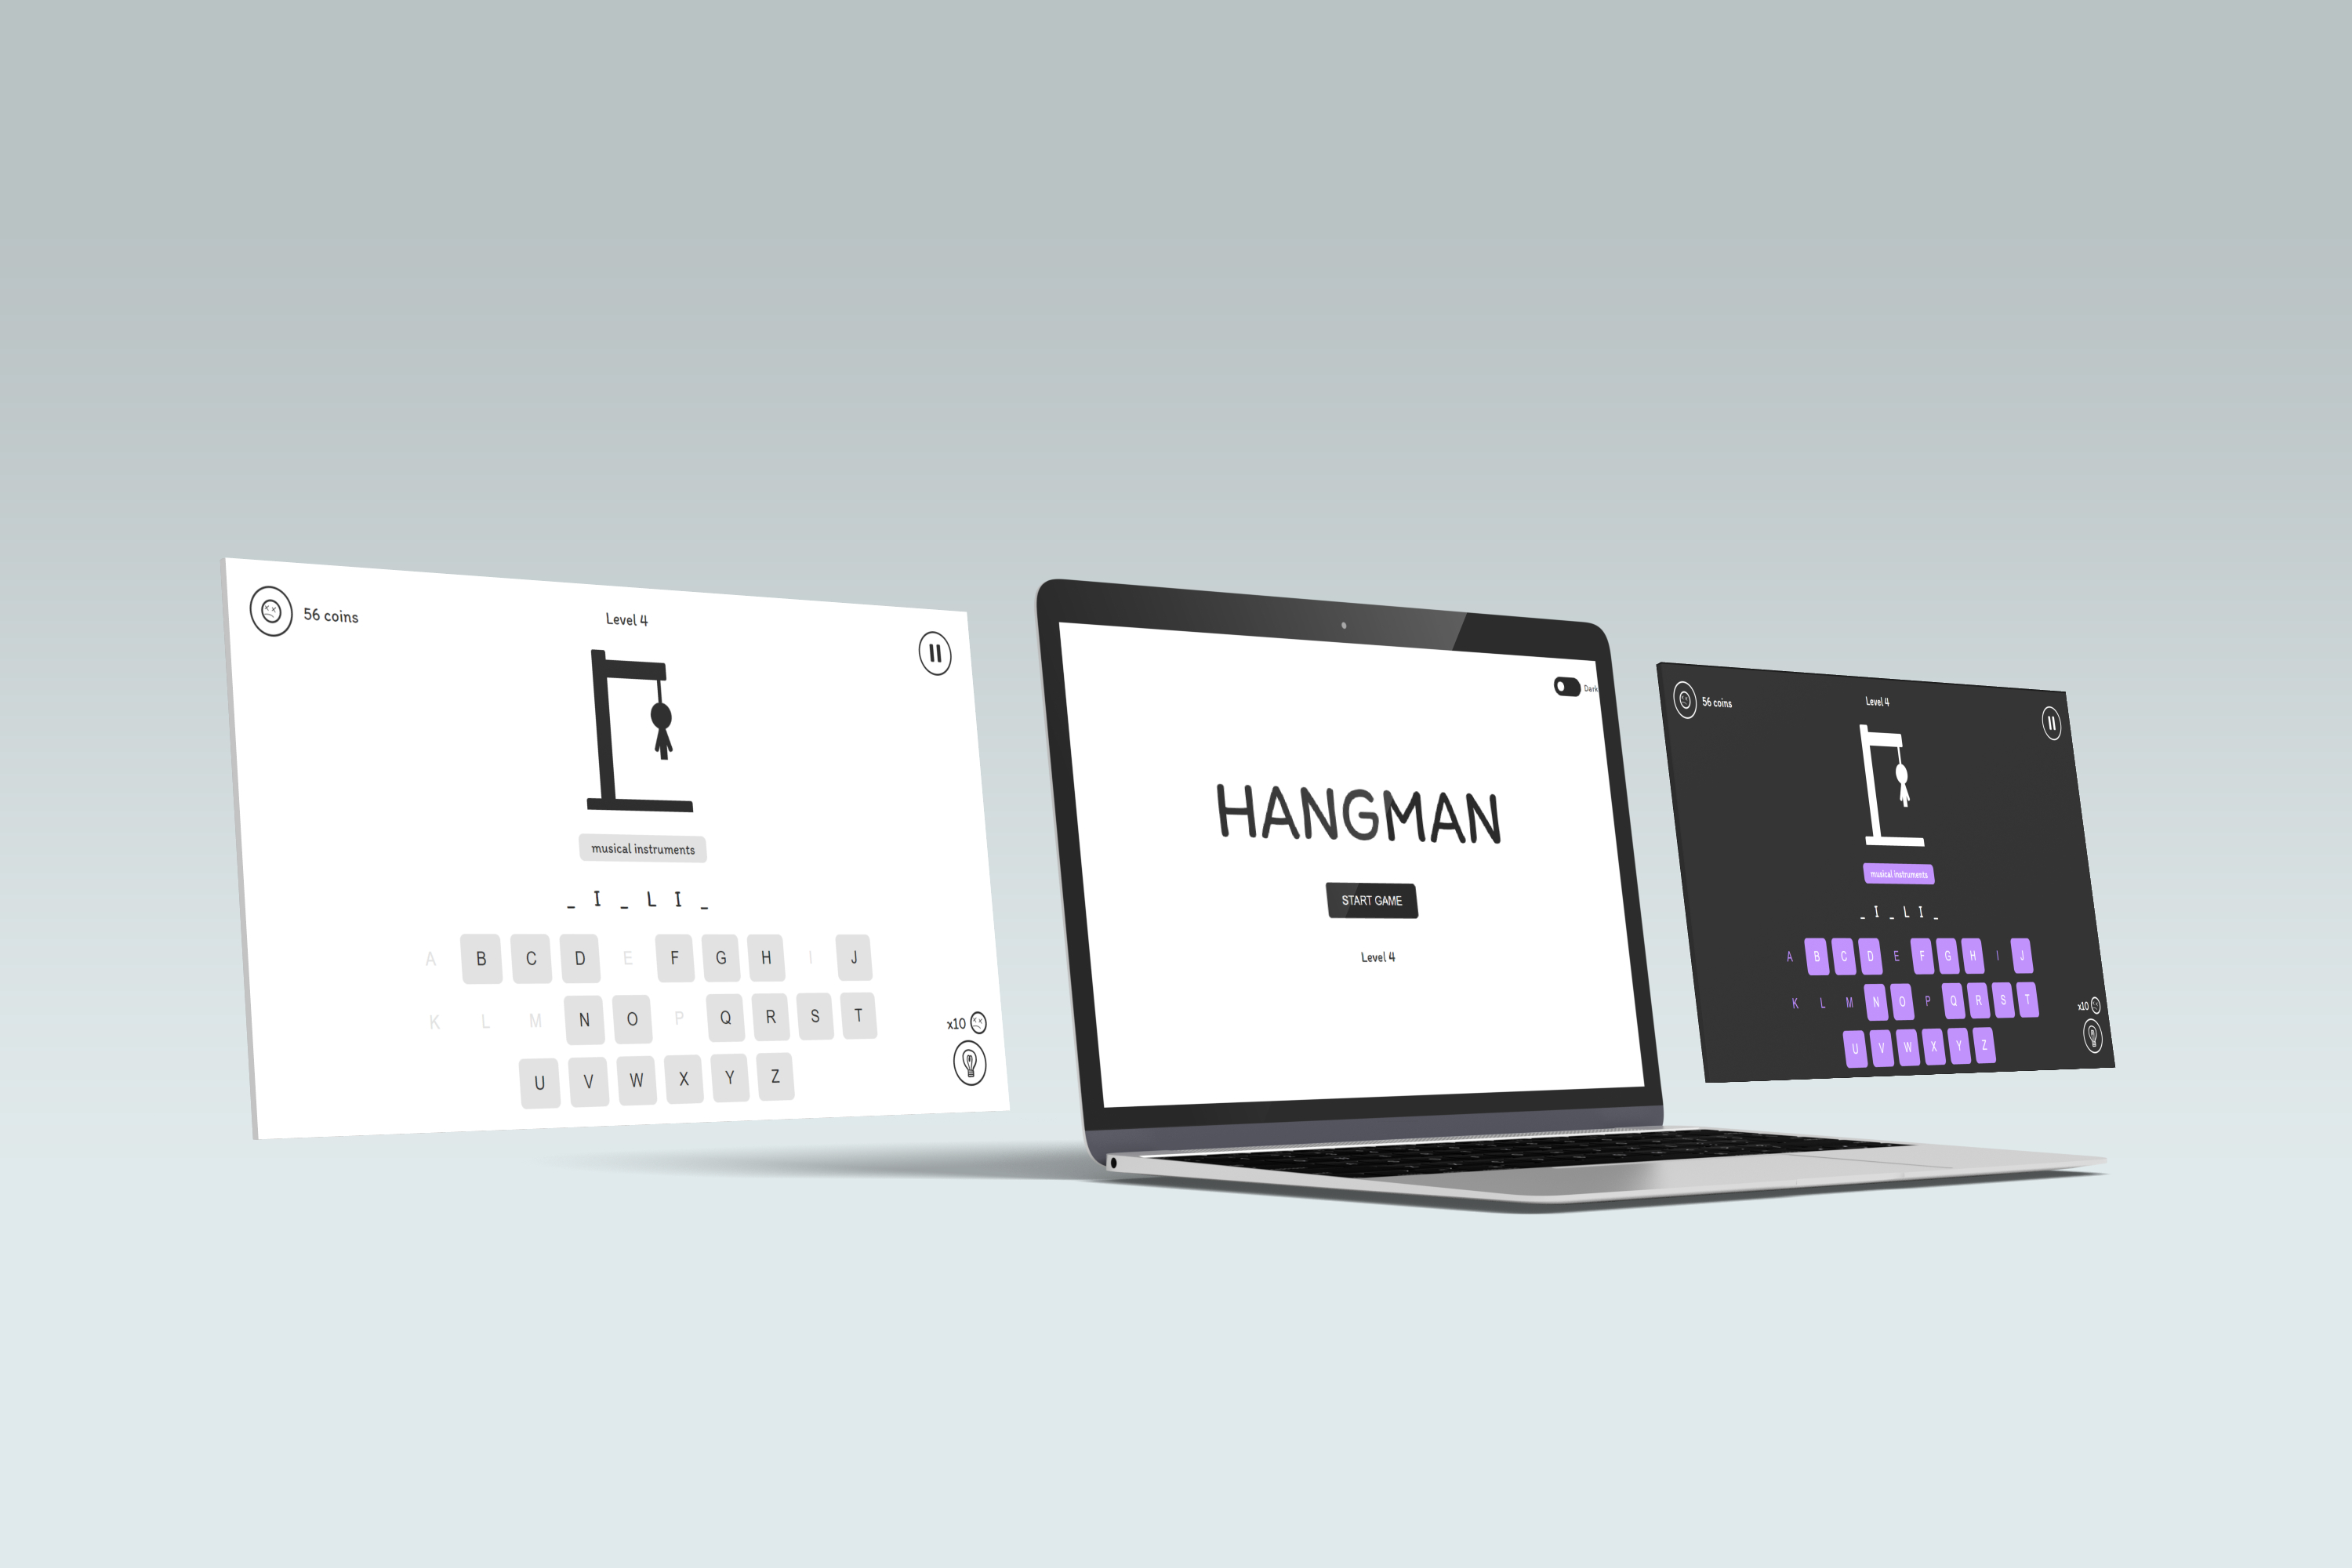 56 coins
Level 4
musical instruments
_ I _ L I _
A B C D E F G H I J
K L M N O P Q R S T
x10
U V W X Y Z
Dark
HANGMAN
START GAME
Level 4
56 coins
Level 4
musical instruments
_ I _ L I _
A B C D E F G H I J
K L M N O P Q R S T
x10
U V W X Y Z